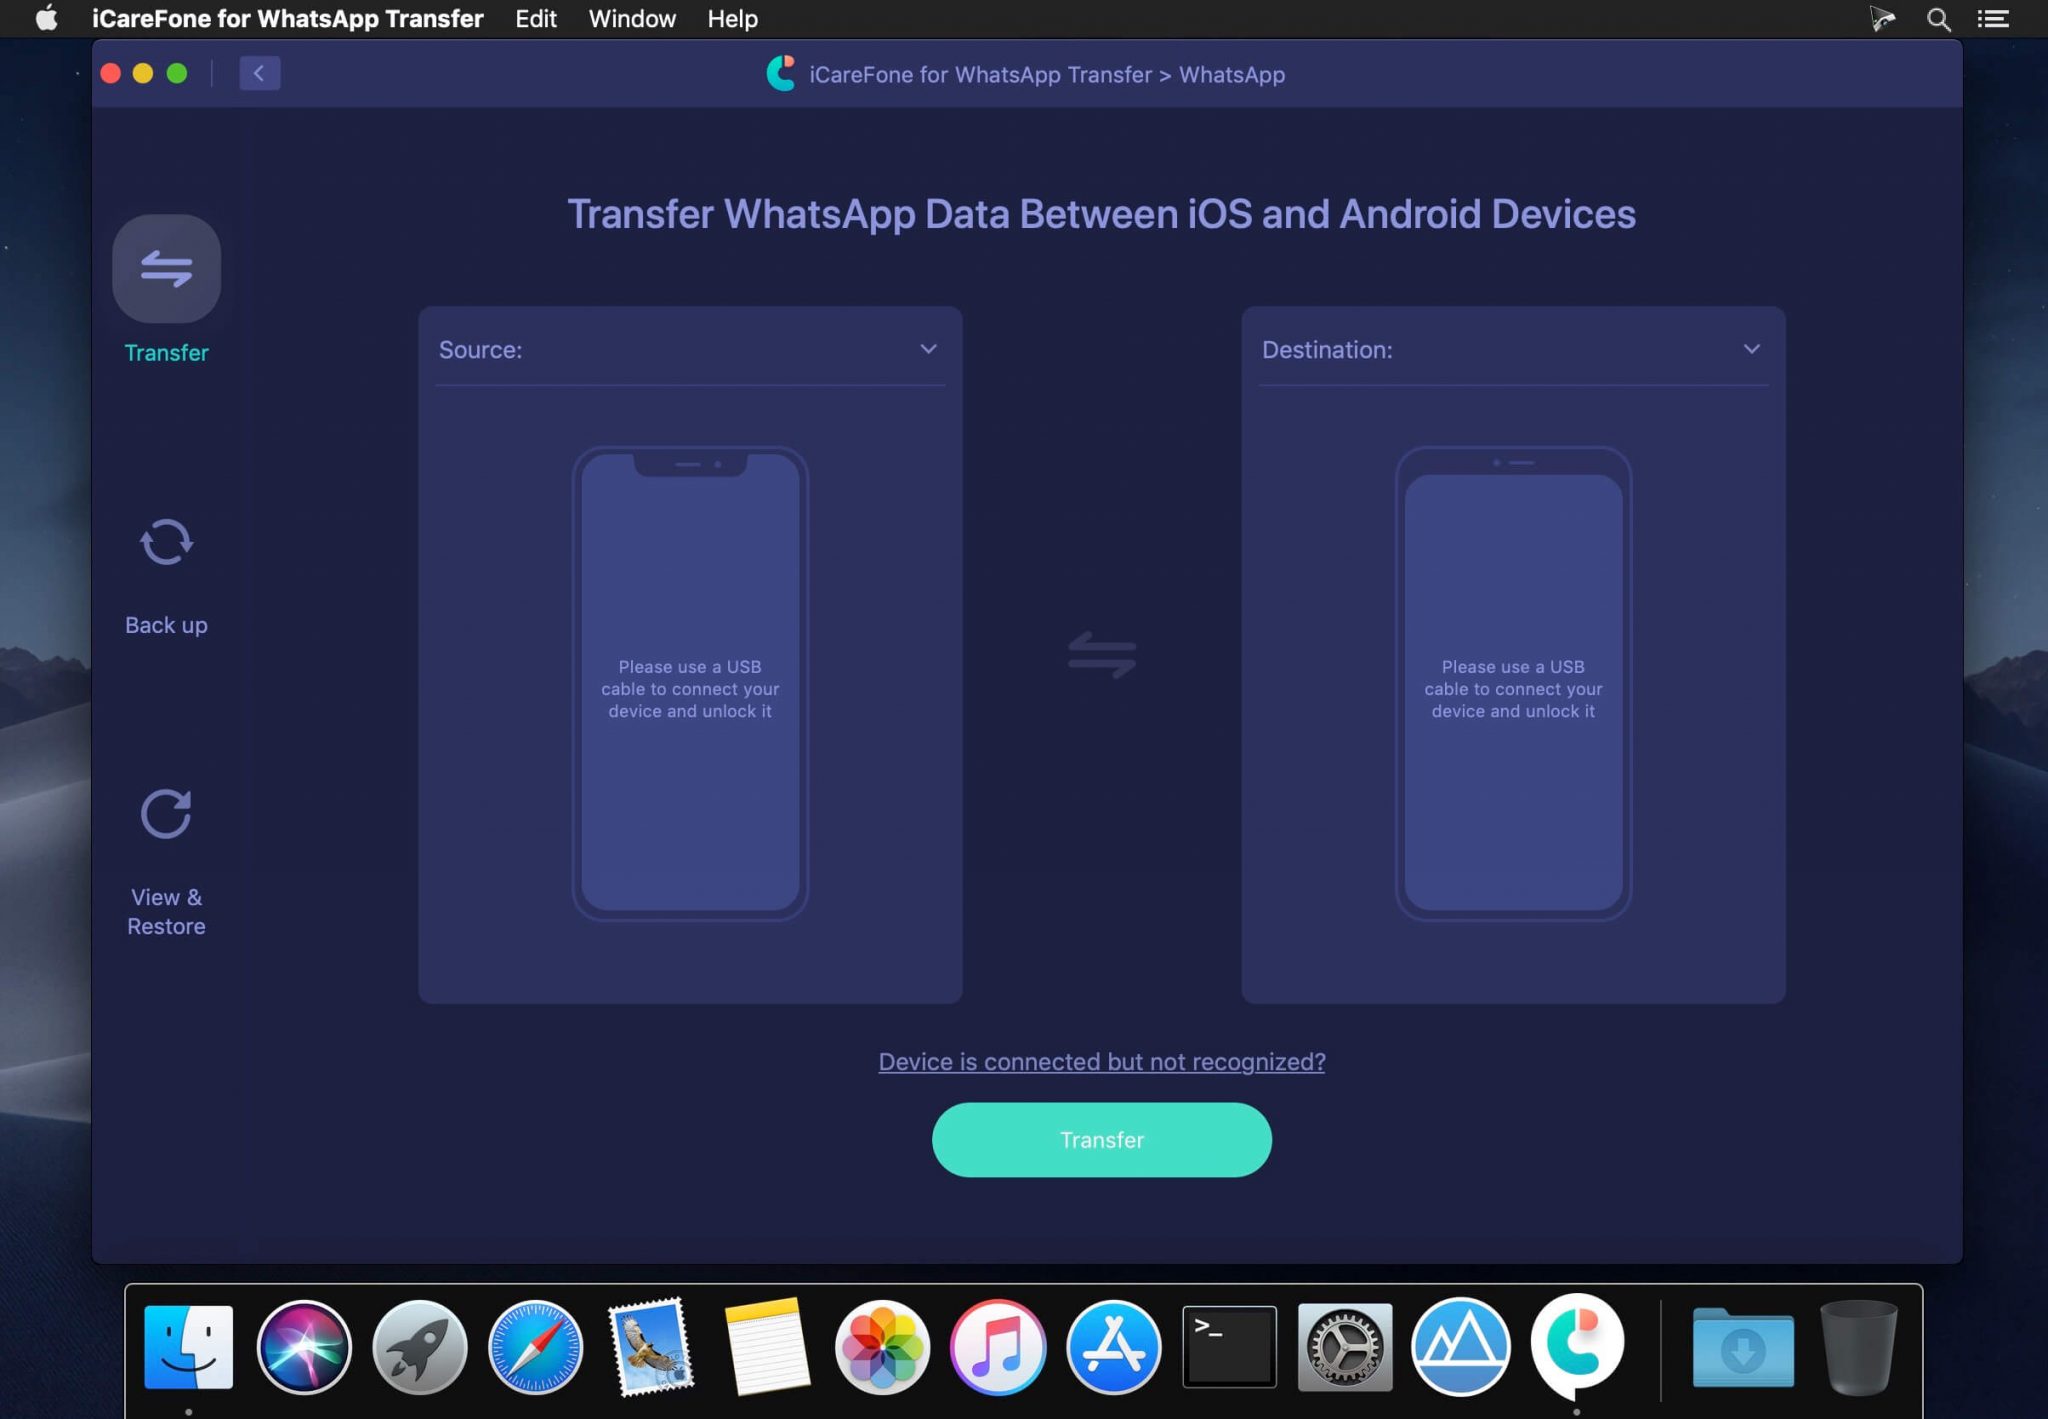 iCareFone for WhatsApp Transfer Edit Window Help
iCareFone for WhatsApp Transfer > WhatsApp
Transfer WhatsApp Data Between iOS and Android Devices
Transfer
Back up
View &
Restore
Source:
Please use a USB
cable to connect your
device and unlock it
Destination:
Please use a USB
cable to connect your
device and unlock it
Device is connected but not recognized?
Transfer
>_